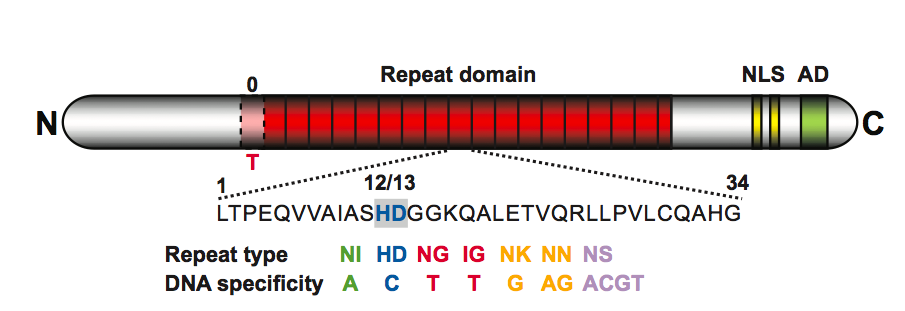 0 Repeat domain NLS AD
N C
T
1 12/13 34
LTPEQVVAIASHDGGKQALETVQRLLPVLCQAHG
Repeat type NI HD NG IG NK NN NS
DNA specificity A C T T G AG ACGT